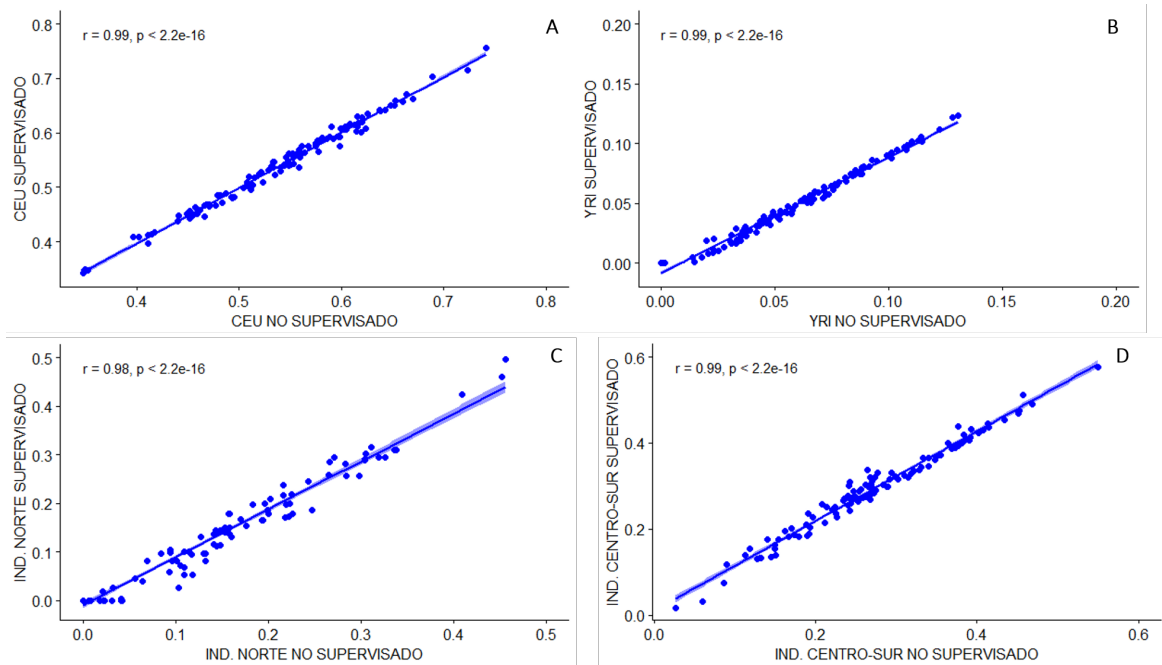 A
r = 0.99, p < 2.2e-16
CEU SUPERVISADO
0.8
0.7
0.6
0.5
0.4
0.4 0.5 0.6 0.7 0.8
CEU NO SUPERVISADO
B
r = 0.99, p < 2.2e-16
YRI SUPERVISADO
0.20
0.15
0.10
0.05
0.00
0.00 0.05 0.10 0.15 0.20
YRI NO SUPERVISADO
C
r = 0.98, p < 2.2e-16
IND. NORTE SUPERVISADO
0.5
0.4
0.3
0.2
0.1
0.0
0.0 0.1 0.2 0.3 0.4 0.5
IND. NORTE NO SUPERVISADO
D
r = 0.99, p < 2.2e-16
IND. CENTRO-SUR SUPERVISADO
0.6
0.4
0.2
0.0
0.0 0.2 0.4 0.6
IND. CENTRO-SUR NO SUPERVISADO